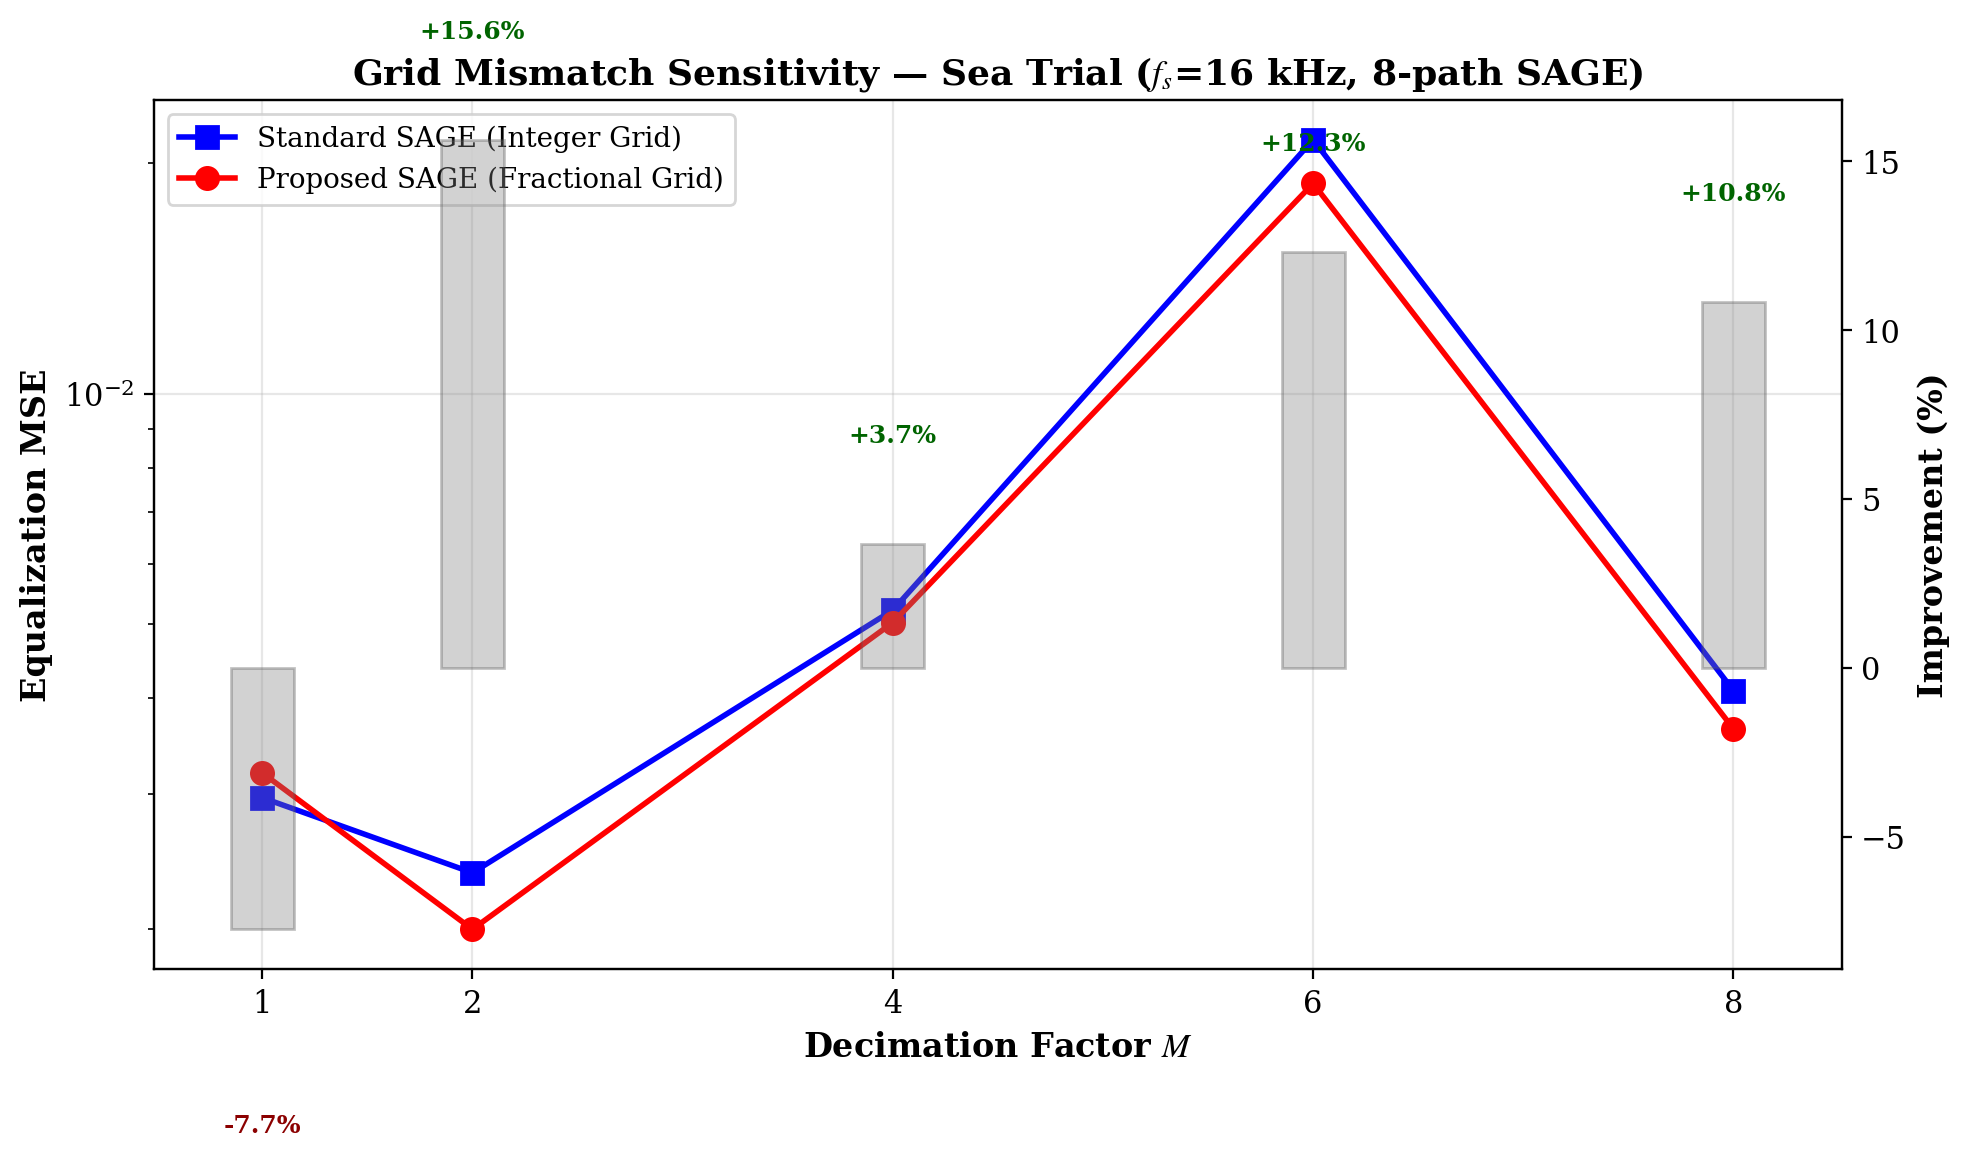 +15.6%
Grid Mismatch Sensitivity — Sea Trial (fₛ=16 kHz, 8-path SAGE)
Standard SAGE (Integer Grid)
Proposed SAGE (Fractional Grid)
+12.3%
+10.8%
+3.7%
-7.7%
Equalization MSE
10⁻²
Improvement (%)
15
10
5
0
−5
1 2 4 6 8
Decimation Factor M